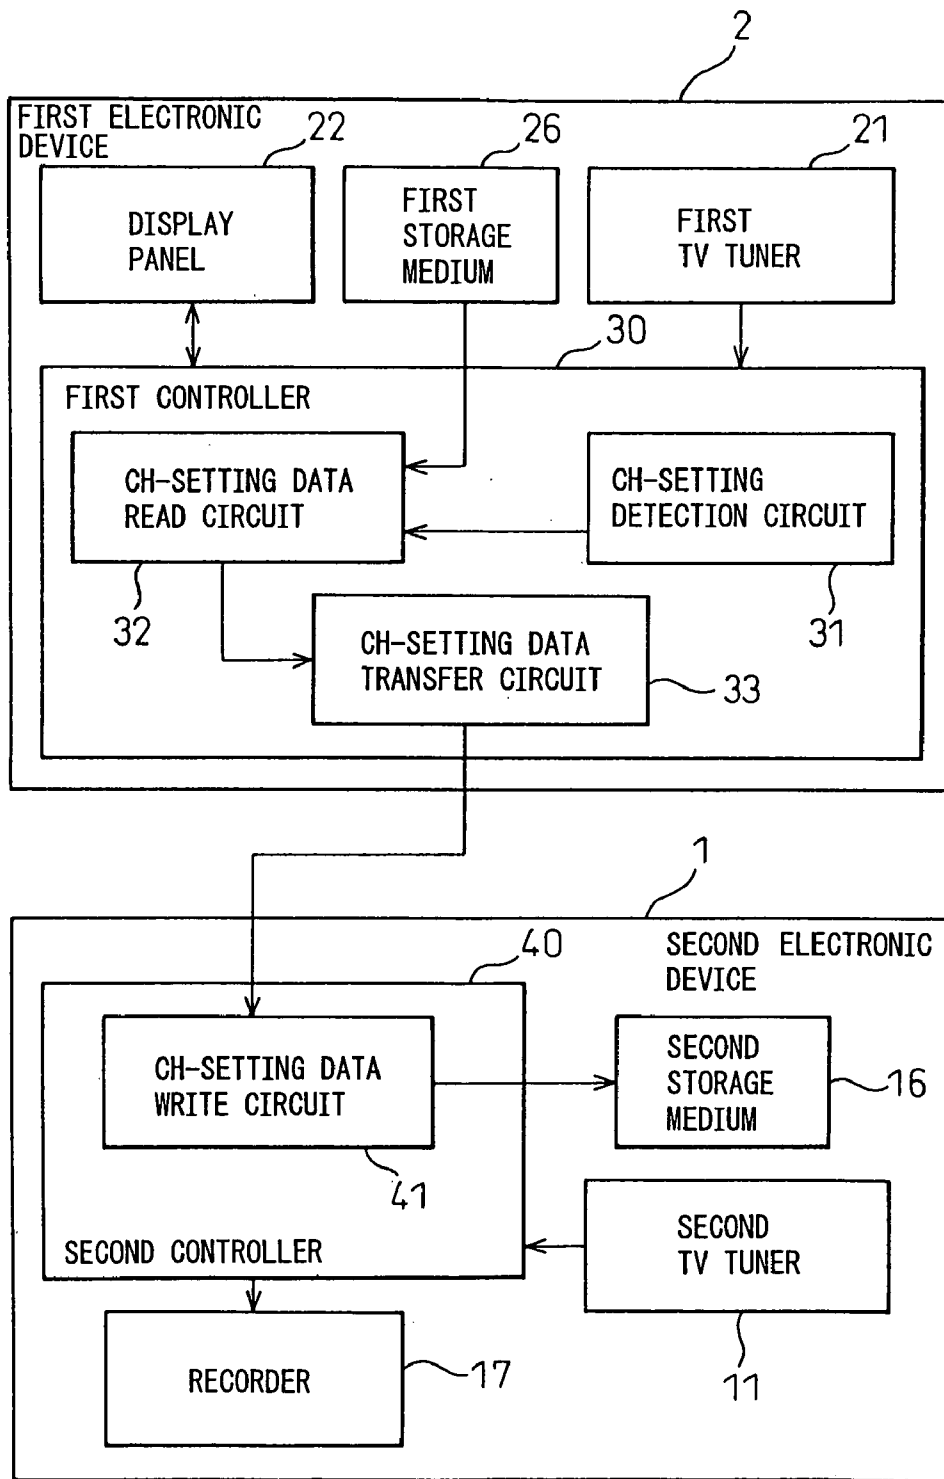 2
FIRST ELECTRONIC
DEVICE
22
26
21
DISPLAY
PANEL
FIRST
STORAGE
MEDIUM
FIRST
TV TUNER
30
FIRST CONTROLLER
CH-SETTING DATA
READ CIRCUIT
CH-SETTING
DETECTION CIRCUIT
32
31
CH-SETTING DATA
TRANSFER CIRCUIT
33
1
SECOND ELECTRONIC
DEVICE
40
CH-SETTING DATA
WRITE CIRCUIT
41
SECOND
STORAGE
MEDIUM
16
SECOND CONTROLLER
SECOND
TV TUNER
11
RECORDER
17